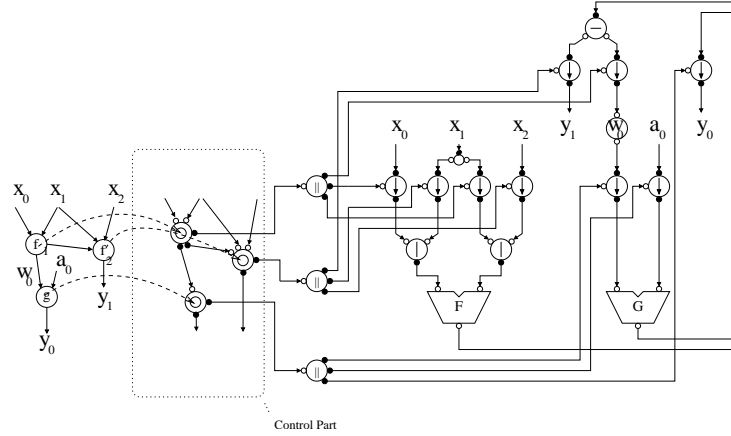 y₁ w₀ y₀
x₀ x₁ x₂ a₀
x₀ x₁ x₂
||
f'₁ f'₂
w₀ a₀
||
g y₁
F G
y₀
||
Control Part